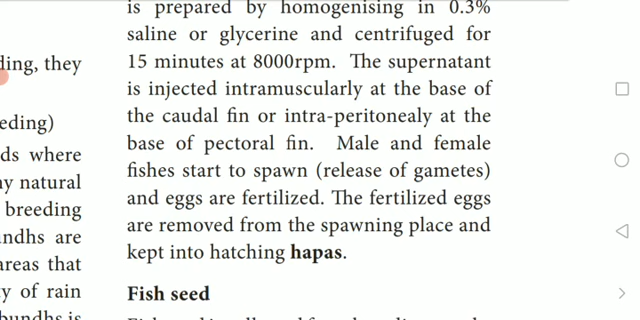 ding, they
eding)
ds where
y natural
breeding
ndhs are
areas that
y of rain
is prepared by homogenising in 0.3%
saline or glycerine and centrifuged for
15 minutes at 8000rpm. The supernatant
is injected intramuscularly at the base of
the caudal fin or intra-peritonealy at the
base of pectoral fin. Male and female
fishes start to spawn (release of gametes)
and eggs are fertilized. The fertilized eggs
are removed from the spawning place and
kept into hatching hapas.
Fish seed